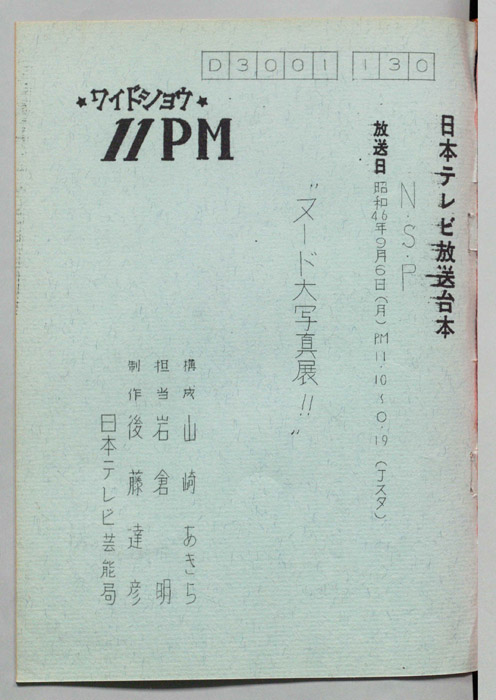 D3001 130
★ワイドショウ★
11PM
日本テレビ放送台本
N.S.P
放送日 昭和46年9月6日(月)PM11.10〜0.19(Tスタ)
"ヌード大写真展!!"
構成 山崎あきら
担当 岩倉明
制作 後藤達彦
日本テレビ芸能局